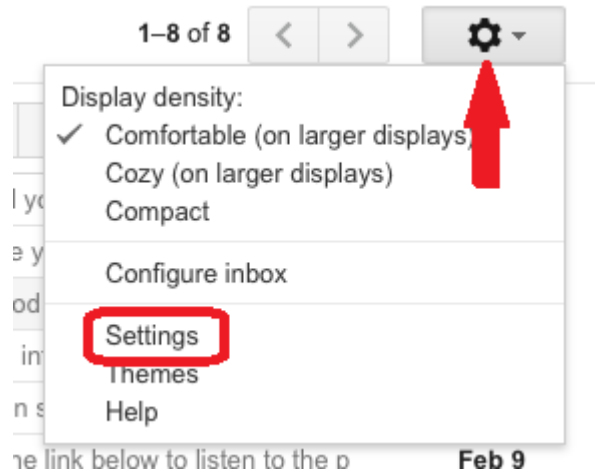 1–8 of 8
Display density:
Comfortable (on larger displays)
Cozy (on larger displays)
Compact
Configure inbox
Settings
Themes
Help
link below to listen to the p
Feb 9